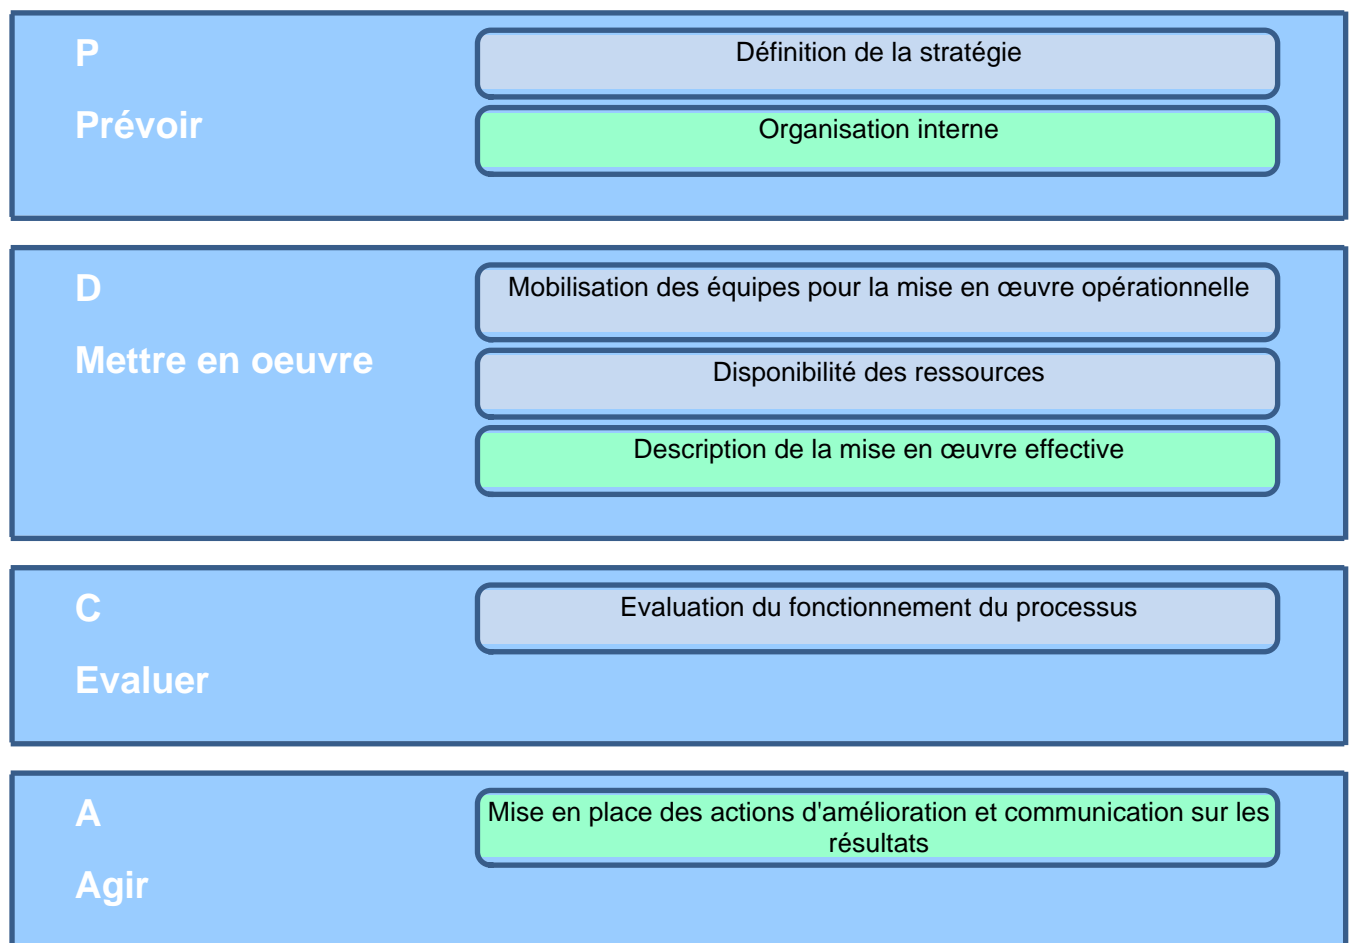 P
Prévoir
Définition de la stratégie
Organisation interne
D
Mettre en oeuvre
Mobilisation des équipes pour la mise en œuvre opérationnelle
Disponibilité des ressources
Description de la mise en œuvre effective
C
Evaluer
Evaluation du fonctionnement du processus
A
Agir
Mise en place des actions d'amélioration et communication sur les
résultats